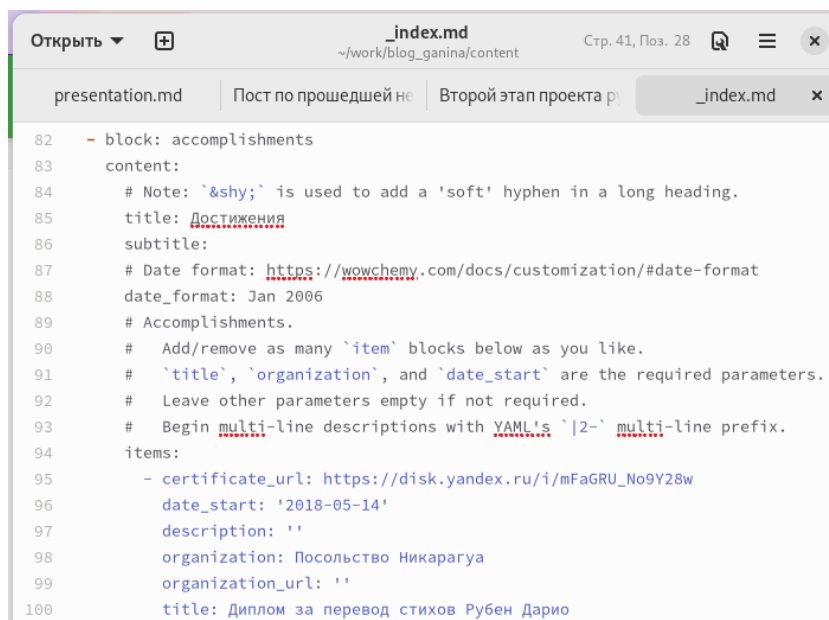 Открыть
_index.md
~/work/blog_ganina/content
Стр. 41, Поз. 28
presentation.md
Пост по прошедшей не
Второй этап проекта р
_index.md
82 - block: accomplishments
83 content:
84 # Note: `&shy;` is used to add a 'soft' hyphen in a long heading.
85 title: Достижения
86 subtitle:
87 # Date format: https://wowchemy.com/docs/customization/#date-format
88 date_format: Jan 2006
89 # Accomplishments.
90 #   Add/remove as many `item` blocks below as you like.
91 #   `title`, `organization`, and `date_start` are the required parameters.
92 #   Leave other parameters empty if not required.
93 #   Begin multi-line descriptions with YAML's `|2-` multi-line prefix.
94 items:
95 - certificate_url: https://disk.yandex.ru/i/mFaGRU_No9Y28w
96 date_start: '2018-05-14'
97 description: ''
98 organization: Посольство Никарагуа
99 organization_url: ''
100 title: Диплом за перевод стихов Рубен Дарио